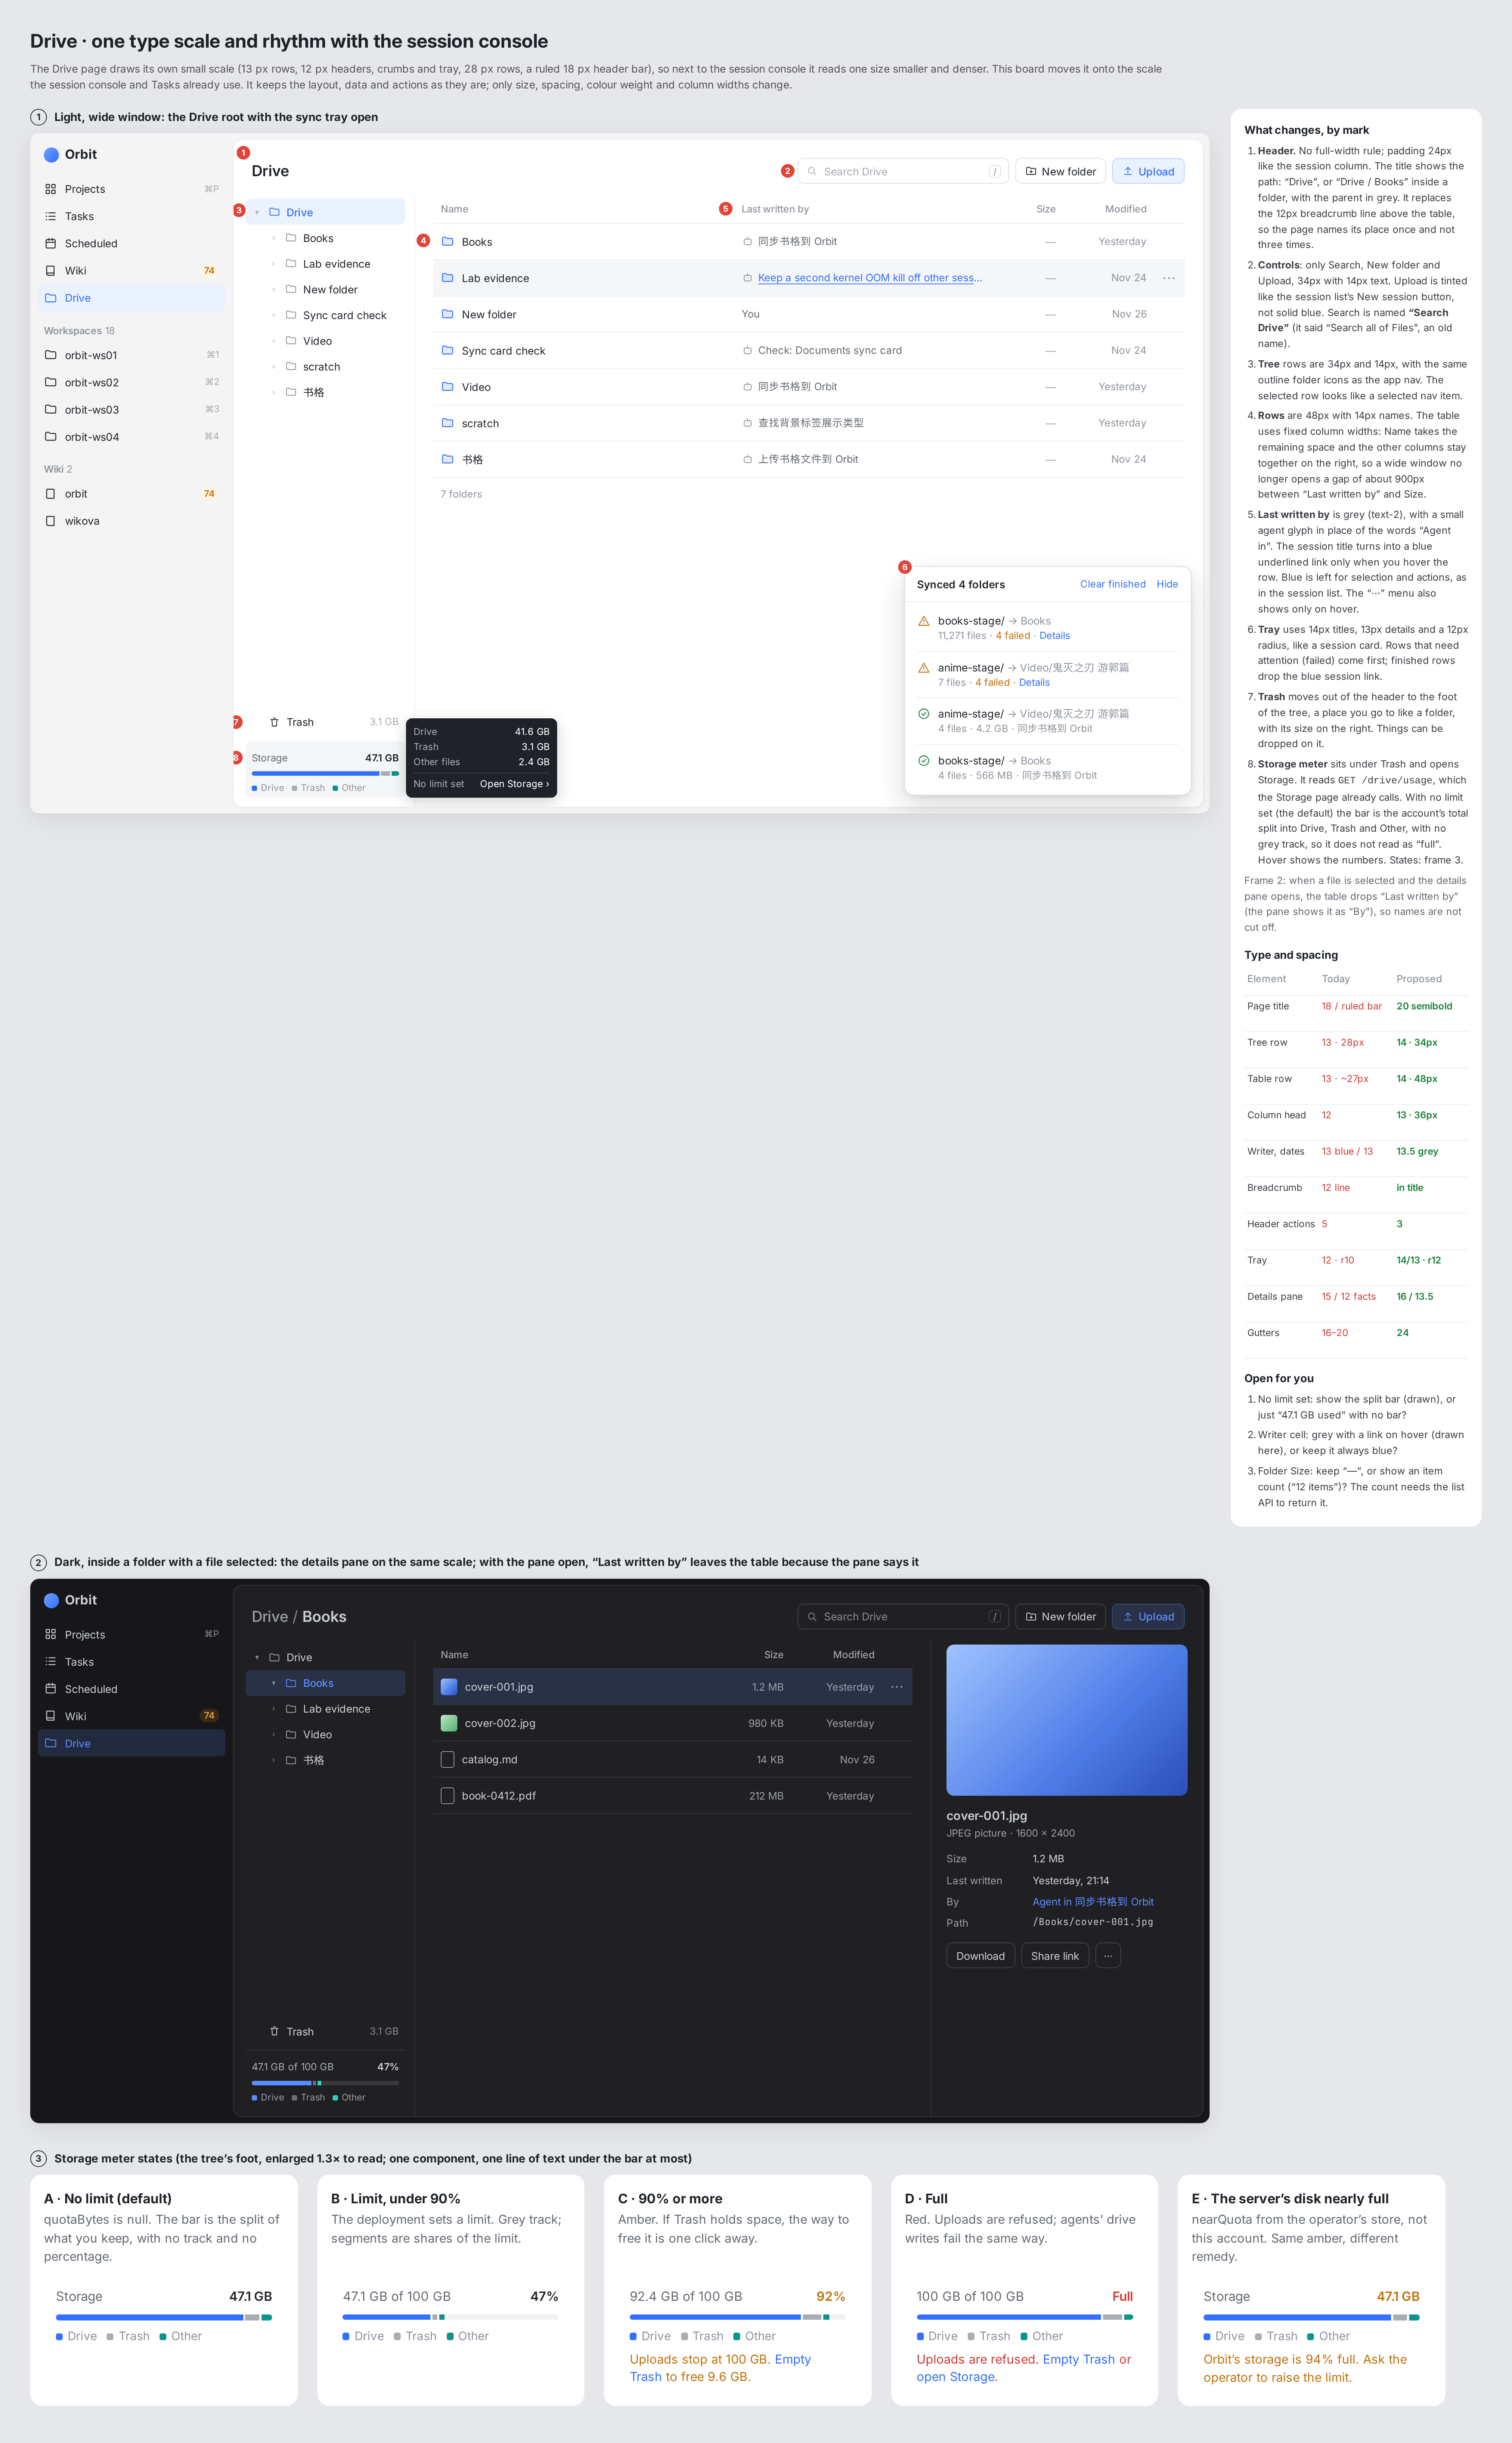 Drive · one type scale and rhythm with the session console
The Drive page draws its own small scale (13 px rows, 12 px headers, crumbs and tray, 28 px rows, a ruled 18 px header bar), so next to the session console it reads one size smaller and denser. This board moves it onto the scale
the session console and Tasks already use. It keeps the layout, data and actions as they are; only size, spacing, colour weight and column widths change.
1 Light, wide window: the Drive root with the sync tray open
Orbit
Projects ⌘P
Tasks
Scheduled
Wiki 74
Drive
Workspaces 18
orbit-ws01 ⌘1
orbit-ws02 ⌘2
orbit-ws03 ⌘3
orbit-ws04 ⌘4
Wiki 2
orbit 74
wikova
1
Drive
2 Search Drive / New folder Upload
3 Drive
Books
Lab evidence
New folder
Sync card check
Video
scratch
书格
Name 5 Last written by Size Modified
4 Books 同步书格到 Orbit — Yesterday
Lab evidence Keep a second kernel OOM kill off other sess... — Nov 24 ···
New folder You — Nov 26
Sync card check Check: Documents sync card — Nov 24
Video 同步书格到 Orbit — Yesterday
scratch 查找背景标签展示类型 — Yesterday
书格 上传书格文件到 Orbit — Nov 24
7 folders
7 Trash 3.1 GB
8 Storage 47.1 GB
Drive Trash Other
Drive 41.6 GB
Trash 3.1 GB
Other files 2.4 GB
No limit set Open Storage ›
6
Synced 4 folders Clear finished Hide
books-stage/ → Books
11,271 files · 4 failed · Details
anime-stage/ → Video/鬼灭之刃 游郭篇
7 files · 4 failed · Details
anime-stage/ → Video/鬼灭之刃 游郭篇
4 files · 4.2 GB · 同步书格到 Orbit
books-stage/ → Books
4 files · 566 MB · 同步书格到 Orbit
What changes, by mark
1. Header. No full-width rule; padding 24px
like the session column. The title shows the
path: “Drive”, or “Drive / Books” inside a
folder, with the parent in grey. It replaces
the 12px breadcrumb line above the table,
so the page names its place once and not
three times.
2. Controls: only Search, New folder and
Upload, 34px with 14px text. Upload is tinted
like the session list’s New session button,
not solid blue. Search is named “Search
Drive” (it said “Search all of Files”, an old
name).
3. Tree rows are 34px and 14px, with the same
outline folder icons as the app nav. The
selected row looks like a selected nav item.
4. Rows are 48px with 14px names. The table
uses fixed column widths: Name takes the
remaining space and the other columns stay
together on the right, so a wide window no
longer opens a gap of about 900px
between “Last written by” and Size.
5. Last written by is grey (text-2), with a small
agent glyph in place of the words “Agent
in”. The session title turns into a blue
underlined link only when you hover the
row. Blue is left for selection and actions, as
in the session list. The “···” menu also
shows only on hover.
6. Tray uses 14px titles, 13px details and a 12px
radius, like a session card. Rows that need
attention (failed) come first; finished rows
drop the blue session link.
7. Trash moves out of the header to the foot
of the tree, a place you go to like a folder,
with its size on the right. Things can be
dropped on it.
8. Storage meter sits under Trash and opens
Storage. It reads GET /drive/usage, which
the Storage page already calls. With no limit
set (the default) the bar is the account’s total
split into Drive, Trash and Other, with no
grey track, so it does not read as “full”.
Hover shows the numbers. States: frame 3.
Frame 2: when a file is selected and the details
pane opens, the table drops “Last written by”
(the pane shows it as “By”), so names are not
cut off.
Type and spacing
Element Today Proposed
Page title 18 / ruled bar 20 semibold
Tree row 13 · 28px 14 · 34px
Table row 13 · ~27px 14 · 48px
Column head 12 13 · 36px
Writer, dates 13 blue / 13 13.5 grey
Breadcrumb 12 line in title
Header actions 5 3
Tray 12 · r10 14/13 · r12
Details pane 15 / 12 facts 16 / 13.5
Gutters 16–20 24
Open for you
1. No limit set: show the split bar (drawn), or
just “47.1 GB used” with no bar?
2. Writer cell: grey with a link on hover (drawn
here), or keep it always blue?
3. Folder Size: keep “—”, or show an item
count (“12 items”)? The count needs the list
API to return it.
2 Dark, inside a folder with a file selected: the details pane on the same scale; with the pane open, “Last written by” leaves the table because the pane says it
Orbit
Projects ⌘P
Tasks
Scheduled
Wiki 74
Drive
Drive / Books
Search Drive / New folder Upload
Drive
Books
Lab evidence
Video
书格
Name Size Modified
cover-001.jpg 1.2 MB Yesterday ···
cover-002.jpg 980 KB Yesterday
catalog.md 14 KB Nov 26
book-0412.pdf 212 MB Yesterday
cover-001.jpg
JPEG picture · 1600 × 2400
Size 1.2 MB
Last written Yesterday, 21:14
By Agent in 同步书格到 Orbit
Path /Books/cover-001.jpg
Download Share link ···
Trash 3.1 GB
47.1 GB of 100 GB 47%
Drive Trash Other
3 Storage meter states (the tree’s foot, enlarged 1.3× to read; one component, one line of text under the bar at most)
A · No limit (default)
quotaBytes is null. The bar is the split of
what you keep, with no track and no
percentage.
Storage 47.1 GB
Drive Trash Other
B · Limit, under 90%
The deployment sets a limit. Grey track;
segments are shares of the limit.
47.1 GB of 100 GB 47%
Drive Trash Other
C · 90% or more
Amber. If Trash holds space, the way to
free it is one click away.
92.4 GB of 100 GB 92%
Drive Trash Other
Uploads stop at 100 GB. Empty
Trash to free 9.6 GB.
D · Full
Red. Uploads are refused; agents’ drive
writes fail the same way.
100 GB of 100 GB Full
Drive Trash Other
Uploads are refused. Empty Trash or
open Storage.
E · The server’s disk nearly full
nearQuota from the operator’s store, not
this account. Same amber, different
remedy.
Storage 47.1 GB
Drive Trash Other
Orbit’s storage is 94% full. Ask the
operator to raise the limit.